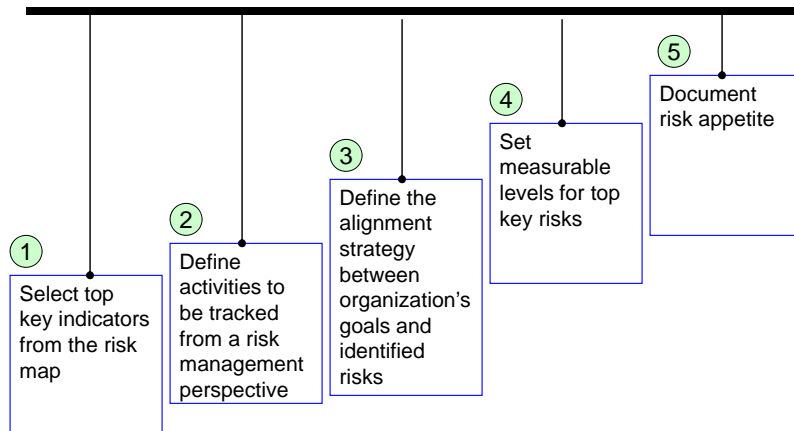 1
Select top
key indicators
from the risk
map
2
Define
activities to
be tracked
from a risk
management
perspective
3
Define the
alignment
strategy
between
organization’s
goals and
identified
risks
4
Set
measurable
levels for top
key risks
5
Document
risk appetite